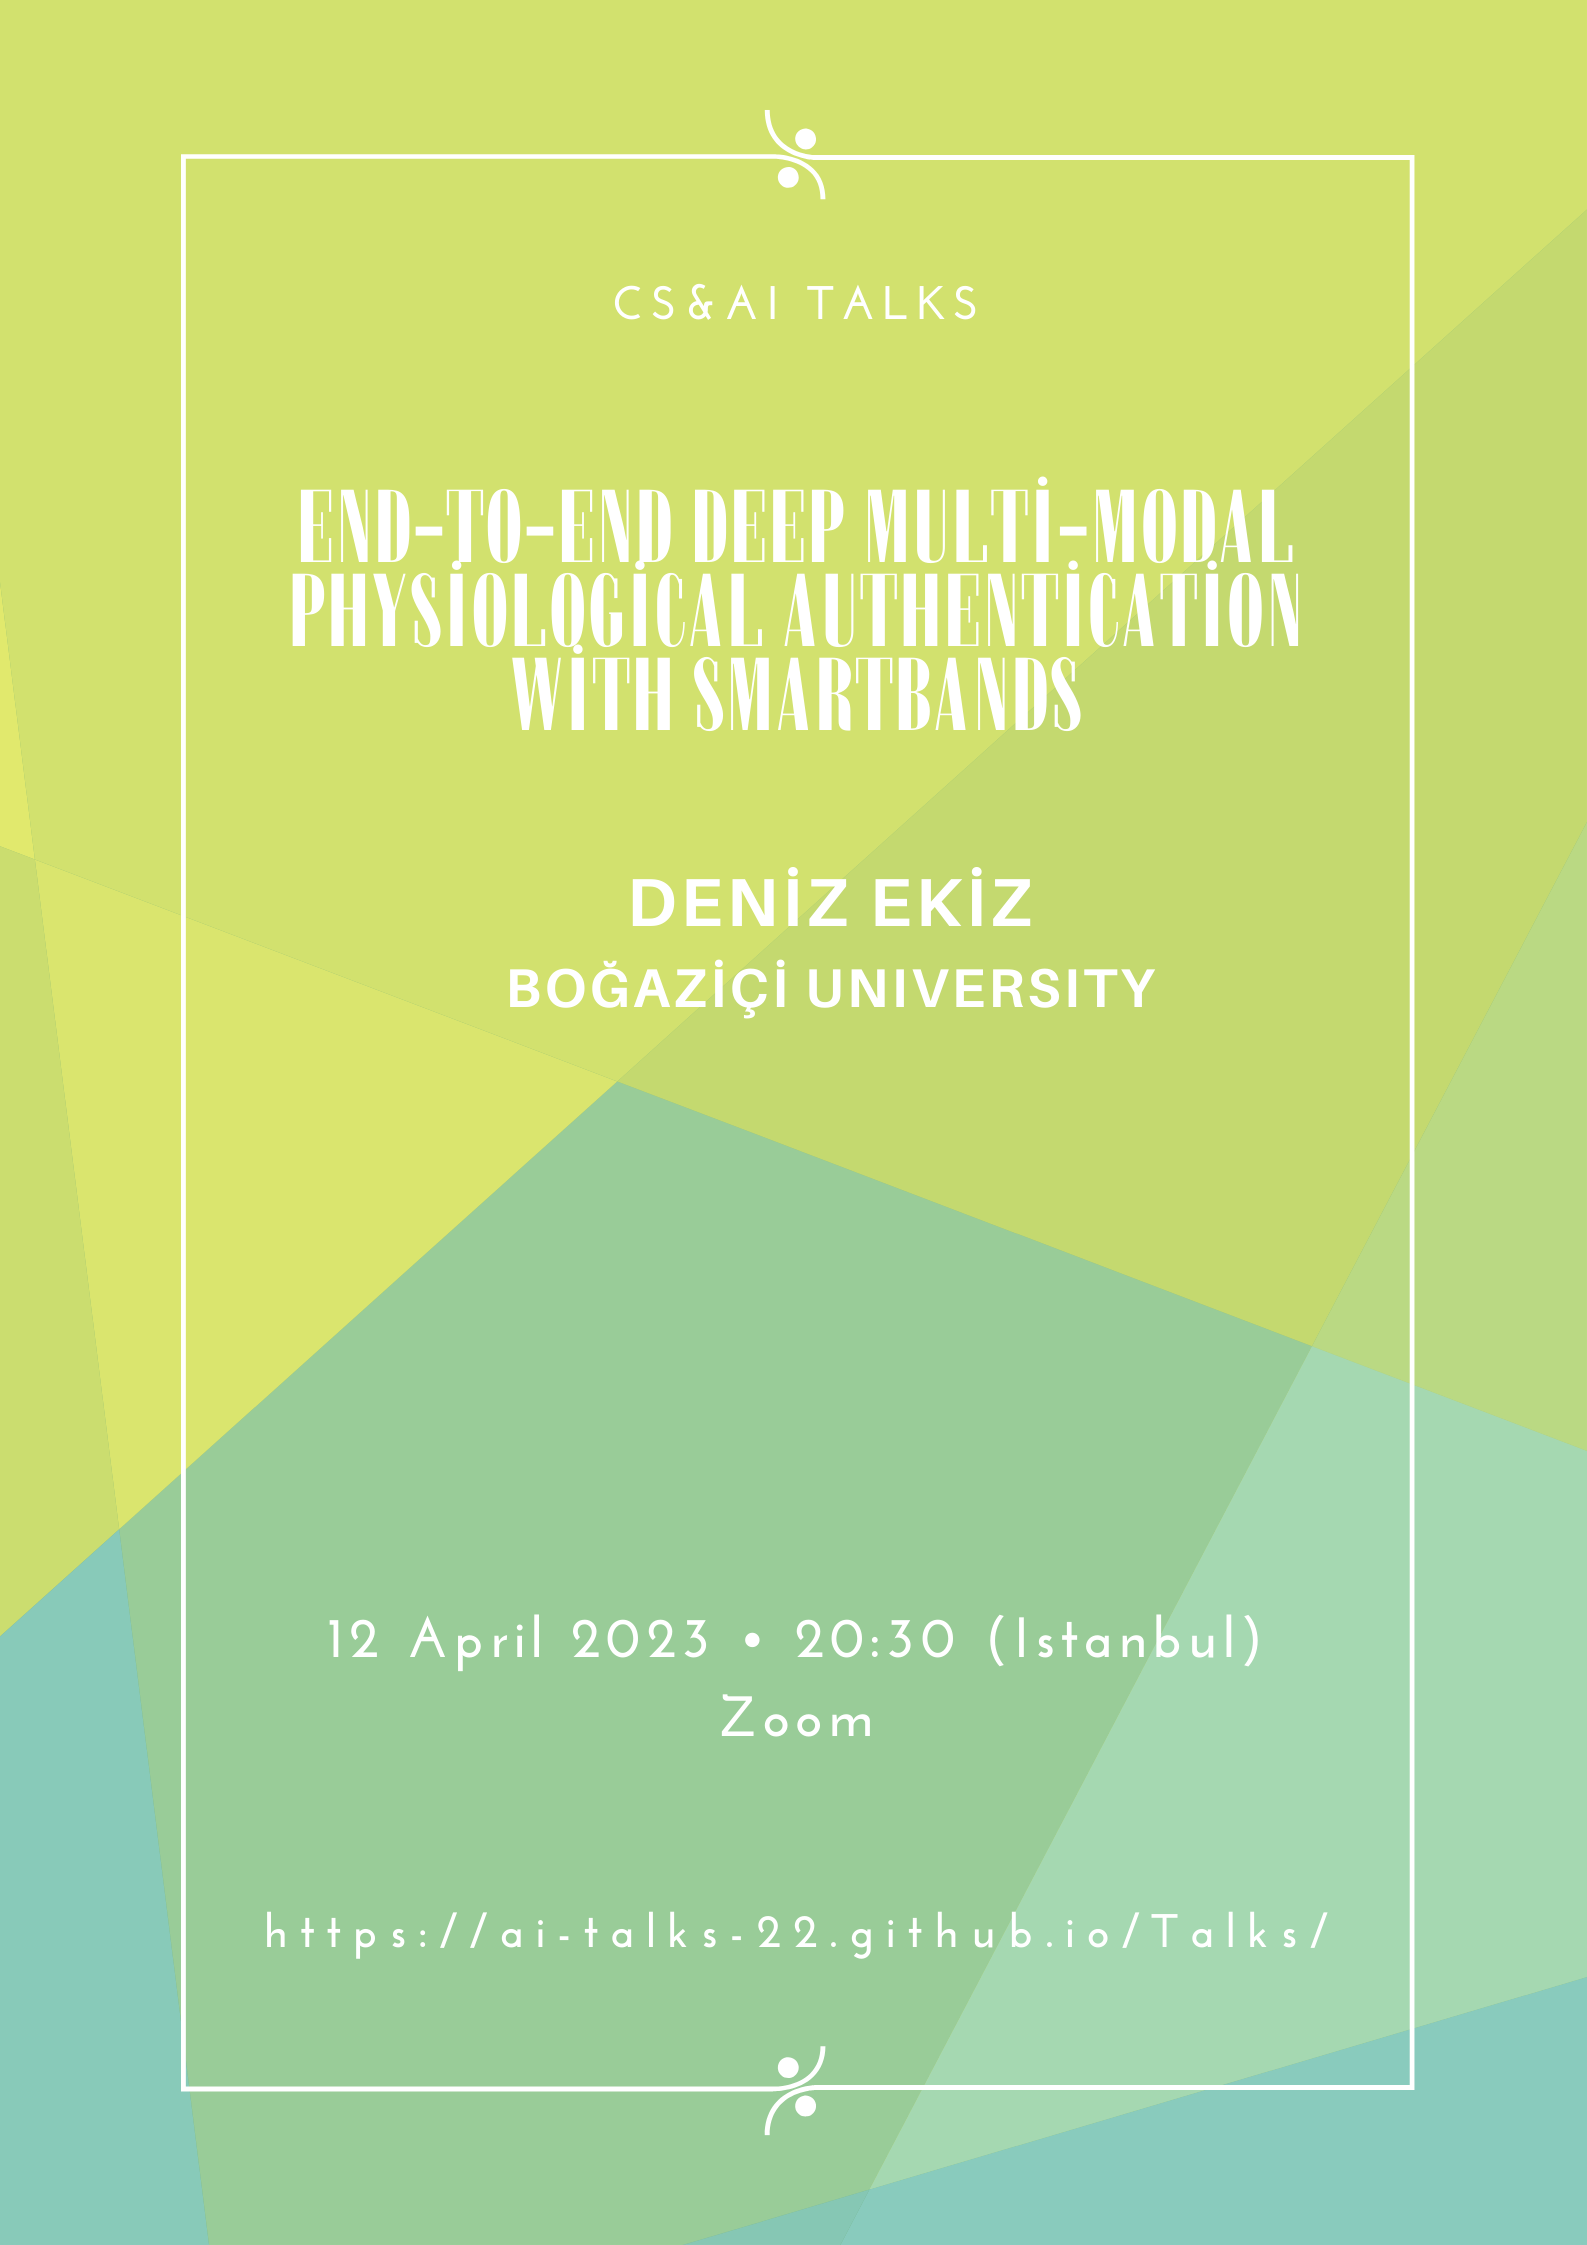 CS&AI TALKS
END-TO-END DEEP MULTİ-MODAL
PHYSİOLOGİCAL AUTHENTİCATİON
WİTH SMARTBANDS
DENİZ EKİZ
BOĞAZİÇİ UNIVERSITY
12 April 2023 • 20:30 (Istanbul)
Zoom
https://ai-talks-22.github.io/Talks/